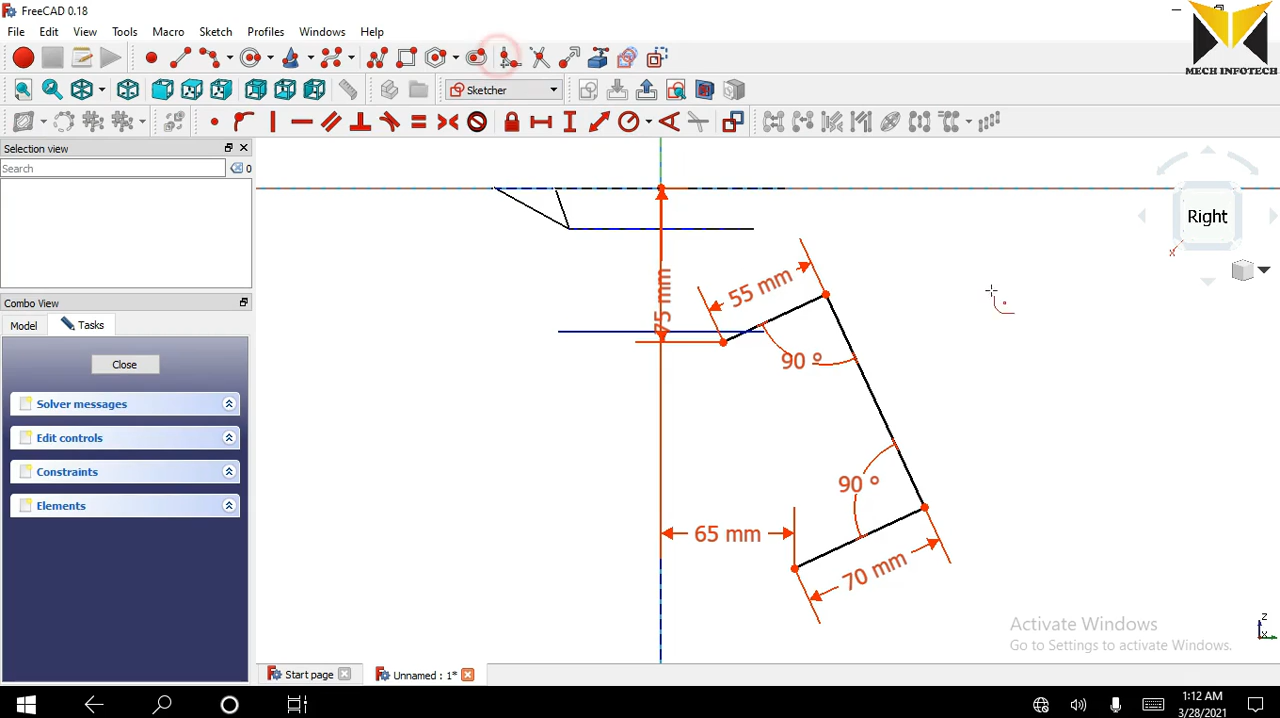 FreeCAD 0.18
File Edit View Tools Macro Sketch Profiles Windows Help
MECH INFOTECH
Sketcher
Selection view
Search
0
Combo View
Model Tasks
Close
Solver messages
Edit controls
Constraints
Elements
Right
x
55 mm
75 mm
90 º
90 º
65 mm
70 mm
Activate Windows
Go to Settings to activate Windows.
z
x
Start page
Unnamed : 1*
1:12 AM
3/28/2021